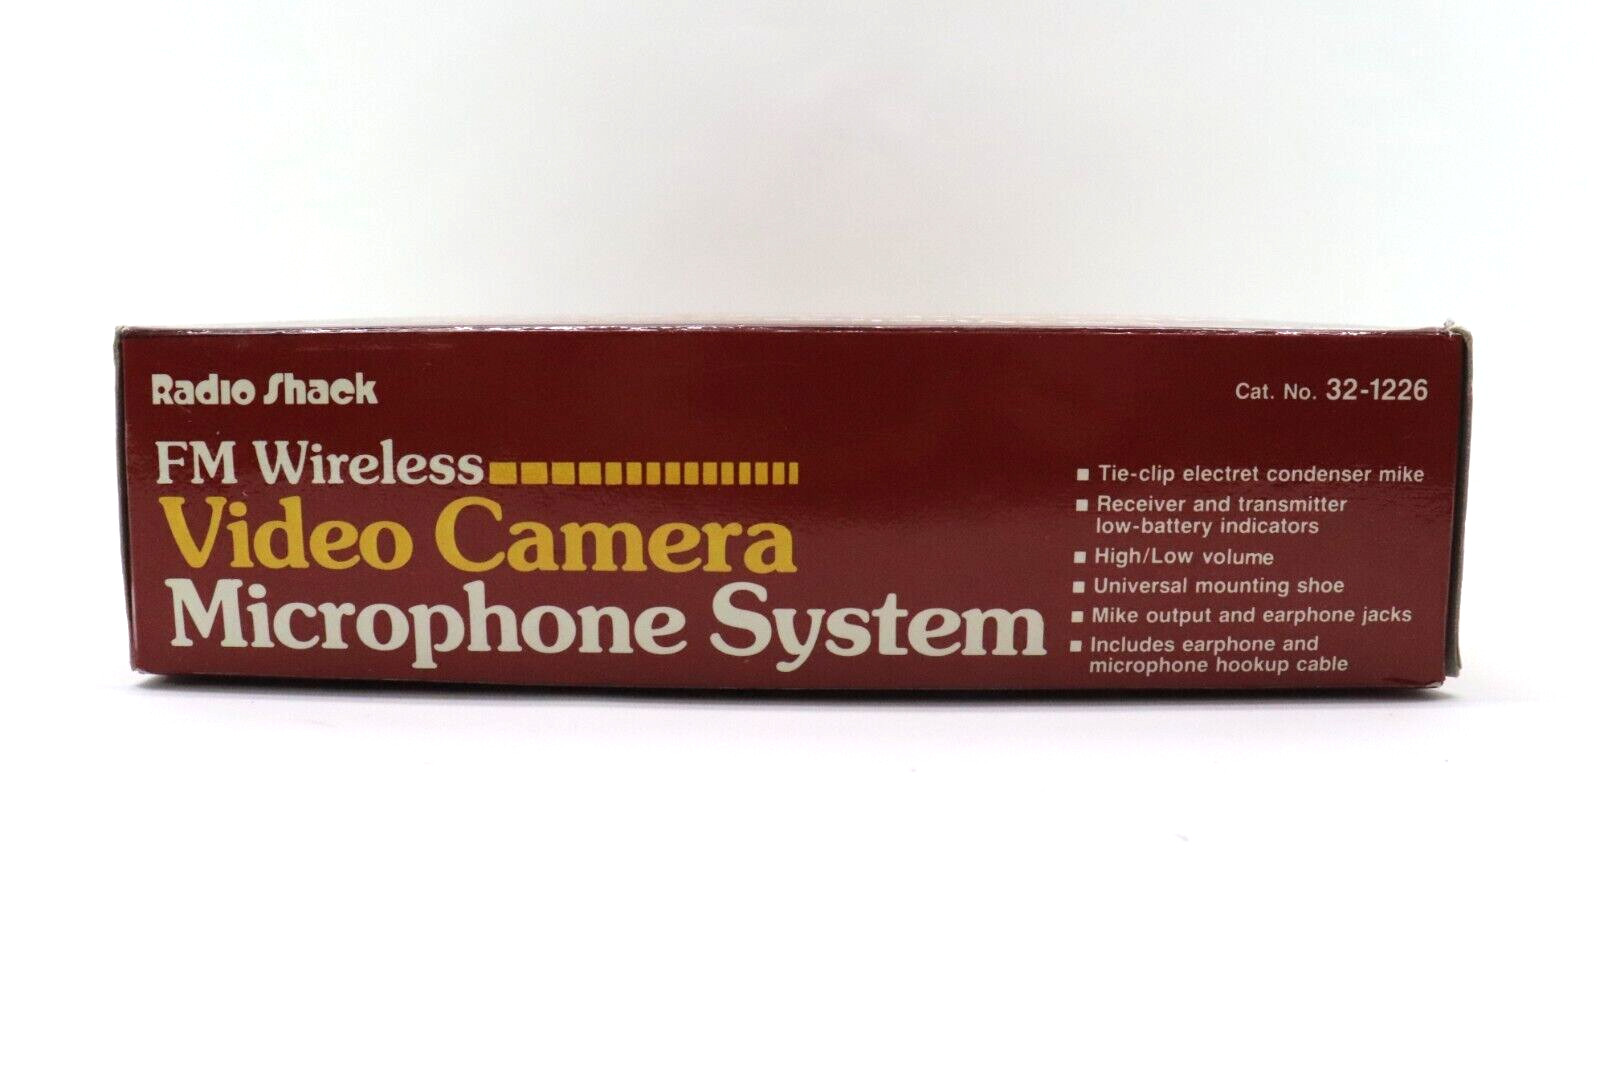 Radio Shack
Cat. No. 32-1226
FM Wireless
Video Camera
Microphone System
■ Tie-clip electret condenser mike
■ Receiver and transmitter
low-battery indicators
■ High/Low volume
■ Universal mounting shoe
■ Mike output and earphone jacks
■ Includes earphone and
microphone hookup cable